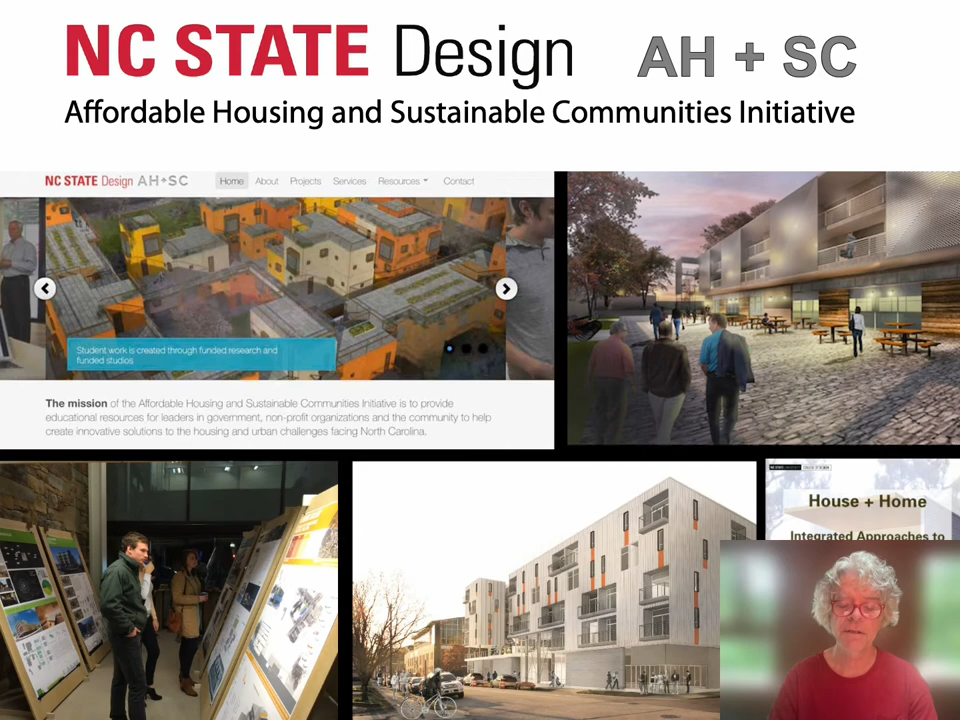 NC STATE Design AH + SC
Affordable Housing and Sustainable Communities Initiative
NC STATE Design AH+SC Home About Projects Services Resources Contact
Student work is created through funded research and
funded studios
The mission of the Affordable Housing and Sustainable Communities Initiative is to provide
educational resources for leaders in government, non-profit organizations and the community to help
create innovative solutions to the housing and urban challenges facing North Carolina.
House + Home
Integrated Approaches to